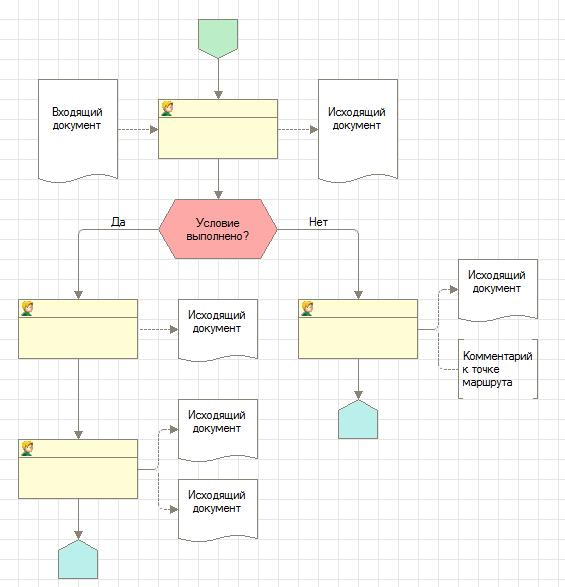 Входящий
документ
Исходящий
документ
Условие
выполнено?
Да
Нет
Исходящий
документ
Исходящий
документ
Комментарий
к точке
маршрута
Исходящий
документ
Исходящий
документ